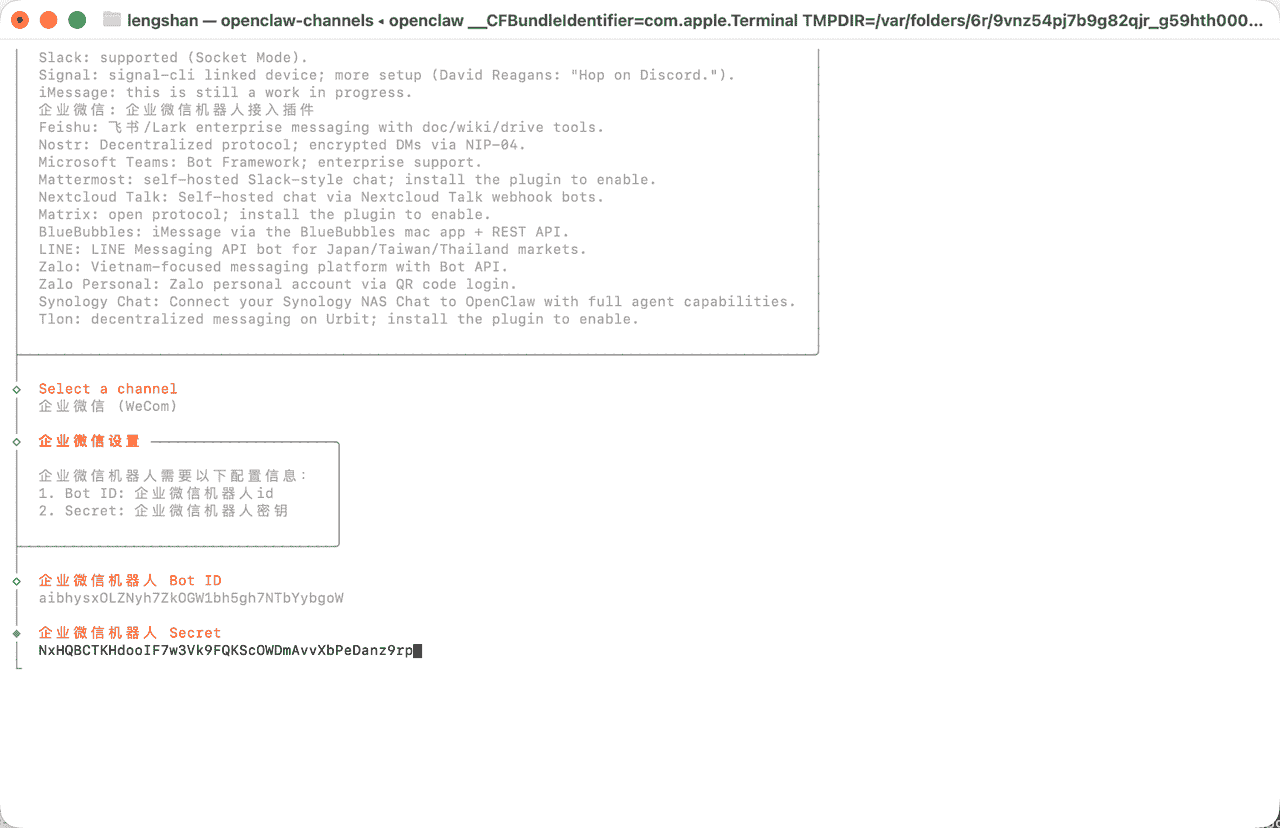 lengshan — openclaw-channels ◂ openclaw __CFBundleIdentifier=com.apple.Terminal TMPDIR=/var/folders/6r/9vnz54pj7b9g82qjr_g59hth000...
Slack: supported (Socket Mode).
Signal: signal-cli linked device; more setup (David Reagans: "Hop on Discord.").
iMessage: this is still a work in progress.
企业微信: 企业微信机器人接入插件
Feishu: 飞书/Lark enterprise messaging with doc/wiki/drive tools.
Nostr: Decentralized protocol; encrypted DMs via NIP-04.
Microsoft Teams: Bot Framework; enterprise support.
Mattermost: self-hosted Slack-style chat; install the plugin to enable.
Nextcloud Talk: Self-hosted chat via Nextcloud Talk webhook bots.
Matrix: open protocol; install the plugin to enable.
BlueBubbles: iMessage via the BlueBubbles mac app + REST API.
LINE: LINE Messaging API bot for Japan/Taiwan/Thailand markets.
Zalo: Vietnam-focused messaging platform with Bot API.
Zalo Personal: Zalo personal account via QR code login.
Synology Chat: Connect your Synology NAS Chat to OpenClaw with full agent capabilities.
Tlon: decentralized messaging on Urbit; install the plugin to enable.
Select a channel
企业微信 (WeCom)
企业微信设置
企业微信机器人需要以下配置信息：
1. Bot ID: 企业微信机器人id
2. Secret: 企业微信机器人密钥
企业微信机器人 Bot ID
aibhysxOLZNyh7ZkOGW1bh5gh7NTbYybgoW
企业微信机器人 Secret
NxHQBCTKHdooIF7w3Vk9FQKScOWDmAvvXbPeDanz9rp